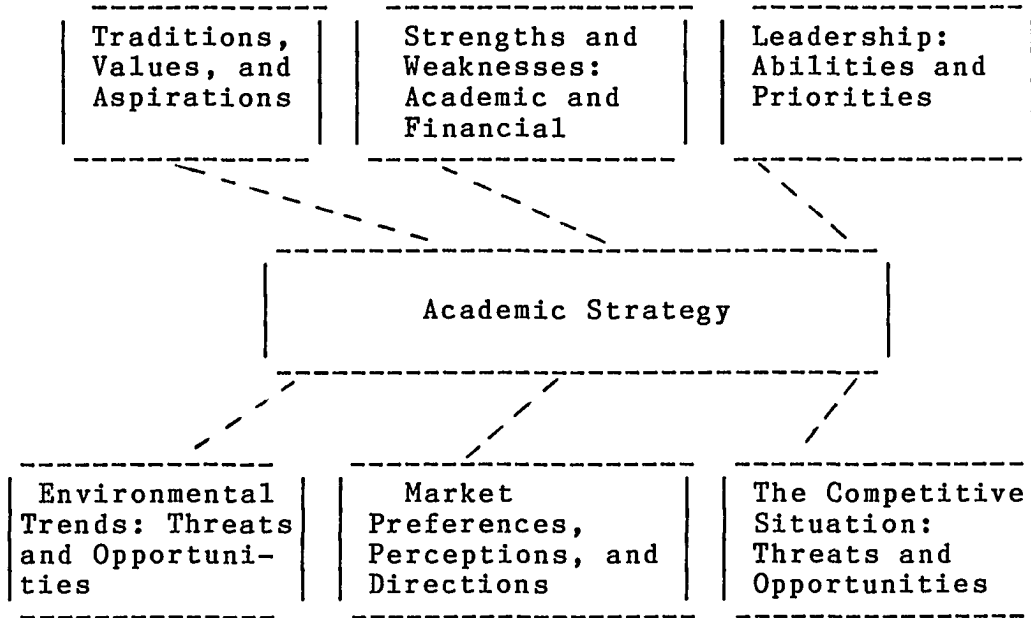 Traditions,
Values, and
Aspirations
Strengths and
Weaknesses:
Academic and
Financial
Leadership:
Abilities and
Priorities
Academic Strategy
Environmental
Trends: Threats
and Opportuni-
ties
Market
Preferences,
Perceptions, and
Directions
The Competitive
Situation:
Threats and
Opportunities